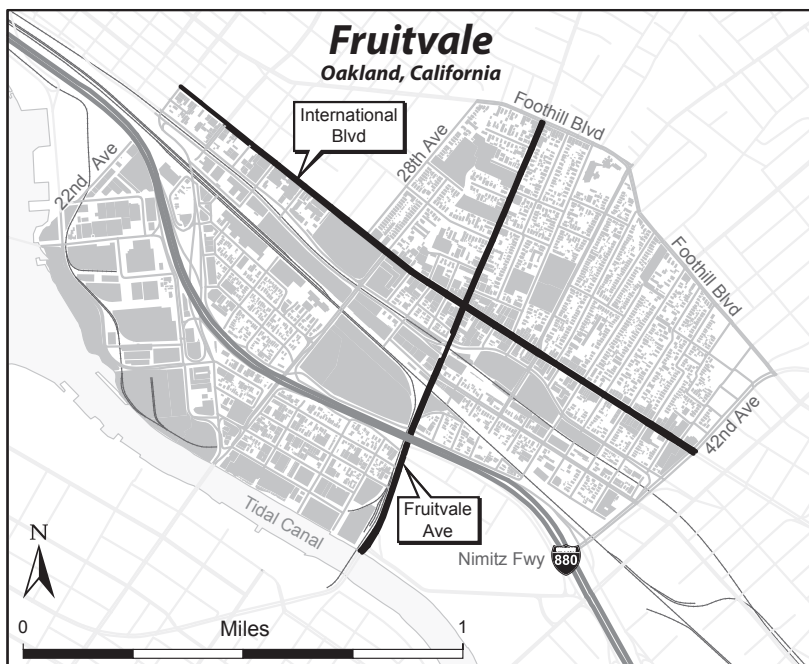 Fruitvale
Oakland, California
International
Blvd
Foothill Blvd
28th Ave
22nd Ave
Foothill Blvd
42nd Ave
Fruitvale
Ave
Tidal Canal
N
Nimitz Fwy
880
0
Miles
1